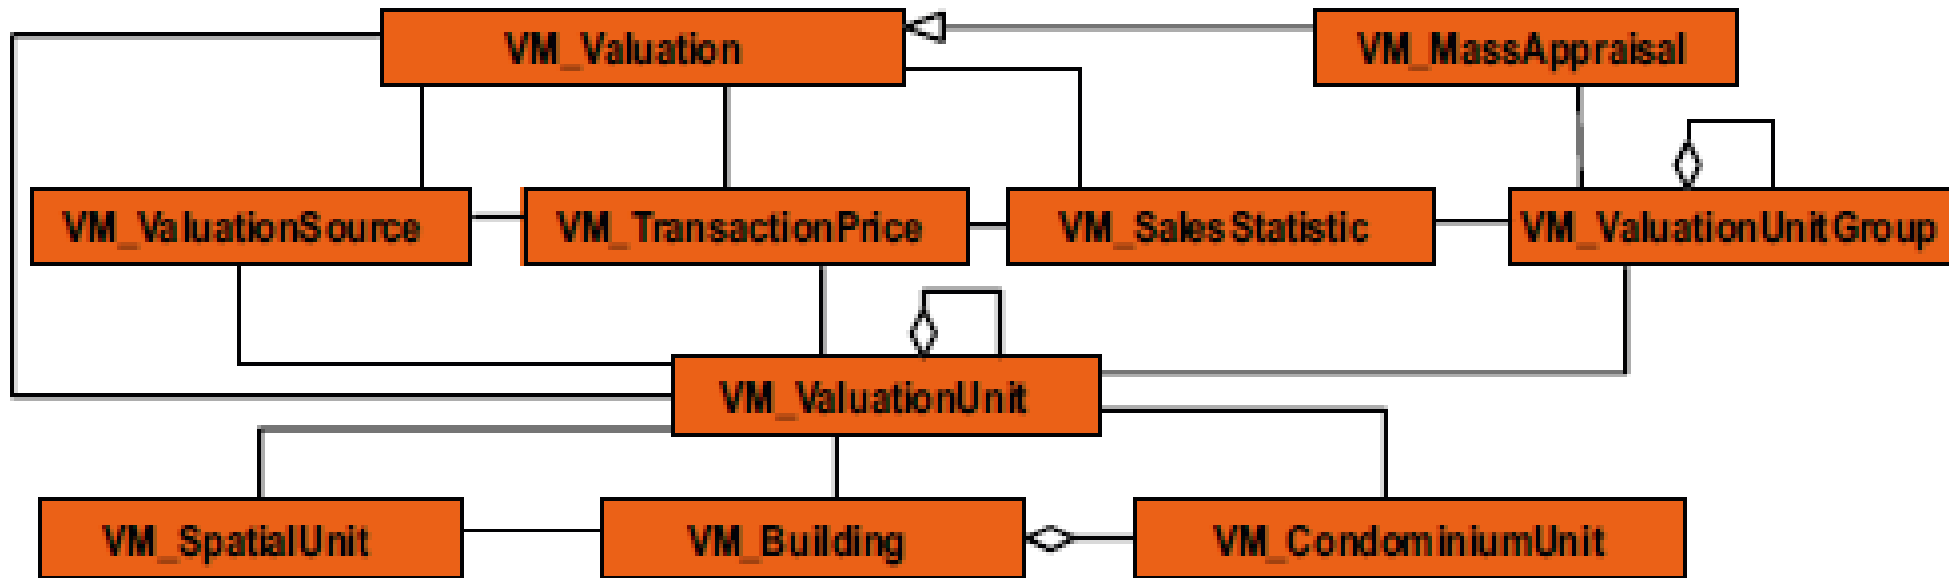 VM_Valuation
VM_MassAppraisal
VM_ValuationSource
VM_TransactionPrice
VM_SalesStatistic
VM_ValuationUnitGroup
VM_ValuationUnit
VM_SpatialUnit
VM_Building
VM_CondominiumUnit